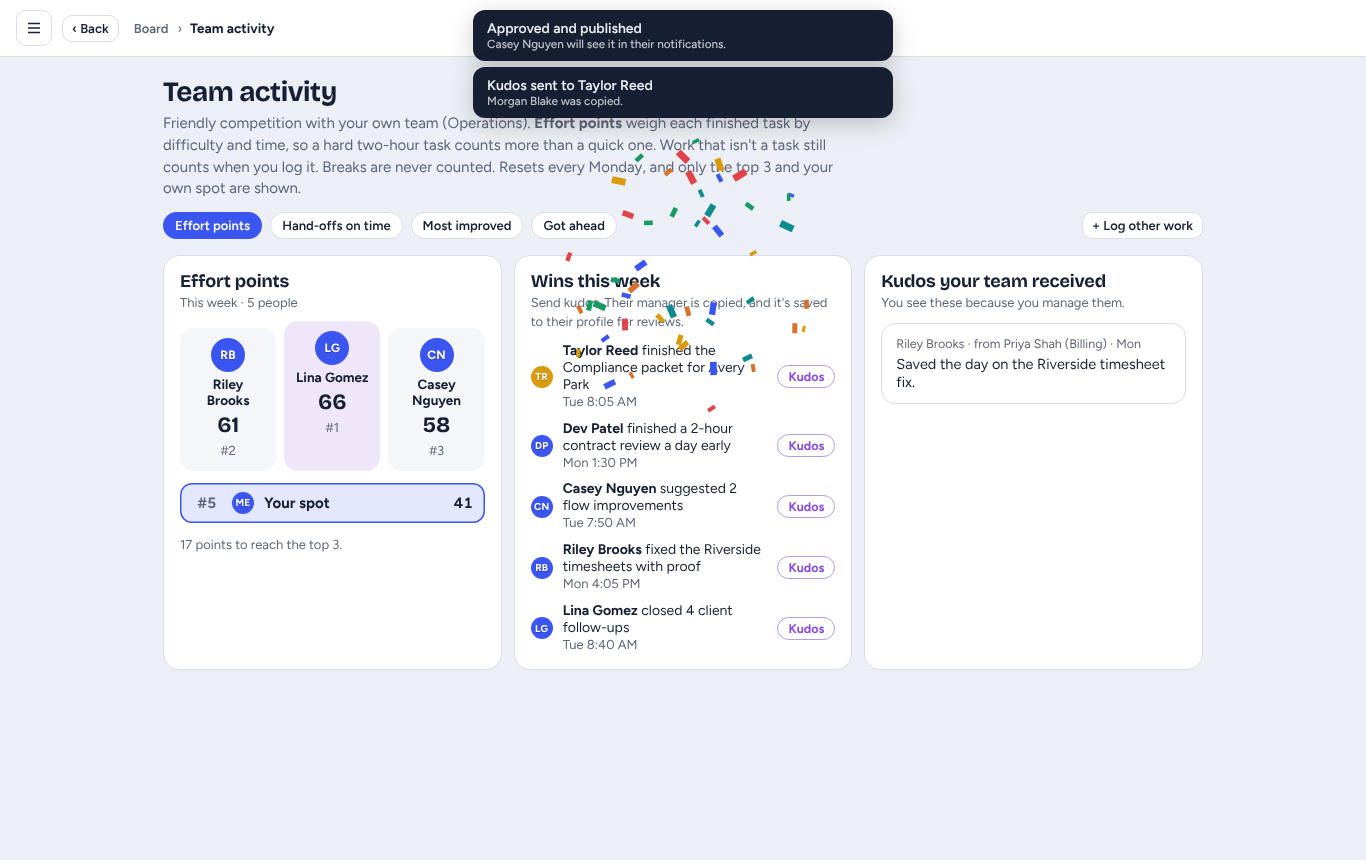 ‹ Back
Board › Team activity
Approved and published
Casey Nguyen will see it in their notifications.
Kudos sent to Taylor Reed
Morgan Blake was copied.
Team activity
Friendly competition with your own team (Operations). Effort points weigh each finished task by
difficulty and time, so a hard two-hour task counts more than a quick one. Work that isn't a task still
counts when you log it. Breaks are never counted. Resets every Monday, and only the top 3 and your
own spot are shown.
Effort points
Hand-offs on time
Most improved
Got ahead
+ Log other work
Effort points
This week · 5 people
RB
Riley
Brooks
61
#2
LG
Lina Gomez
66
#1
CN
Casey
Nguyen
58
#3
#5 ME Your spot 41
17 points to reach the top 3.
Wins this week
Send kudos. Their manager is copied, and it's saved
to their profile for reviews.
TR
Taylor Reed finished the
Compliance packet for Avery
Park
Tue 8:05 AM
Kudos
DP
Dev Patel finished a 2-hour
contract review a day early
Mon 1:30 PM
Kudos
CN
Casey Nguyen suggested 2
flow improvements
Tue 7:50 AM
Kudos
RB
Riley Brooks fixed the Riverside
timesheets with proof
Mon 4:05 PM
Kudos
LG
Lina Gomez closed 4 client
follow-ups
Tue 8:40 AM
Kudos
Kudos your team received
You see these because you manage them.
Riley Brooks · from Priya Shah (Billing) · Mon
Saved the day on the Riverside timesheet
fix.